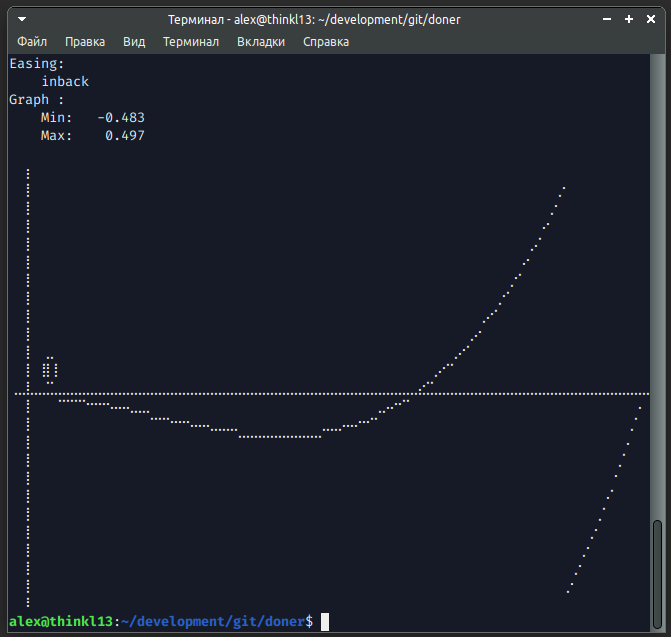 Терминал - alex@thinkl13: ~/development/git/doner
Файл Правка Вид Терминал Вкладки Справка
Easing:
inback
Graph :
Min: -0.483
Max: 0.497
alex@thinkl13:~/development/git/doner$